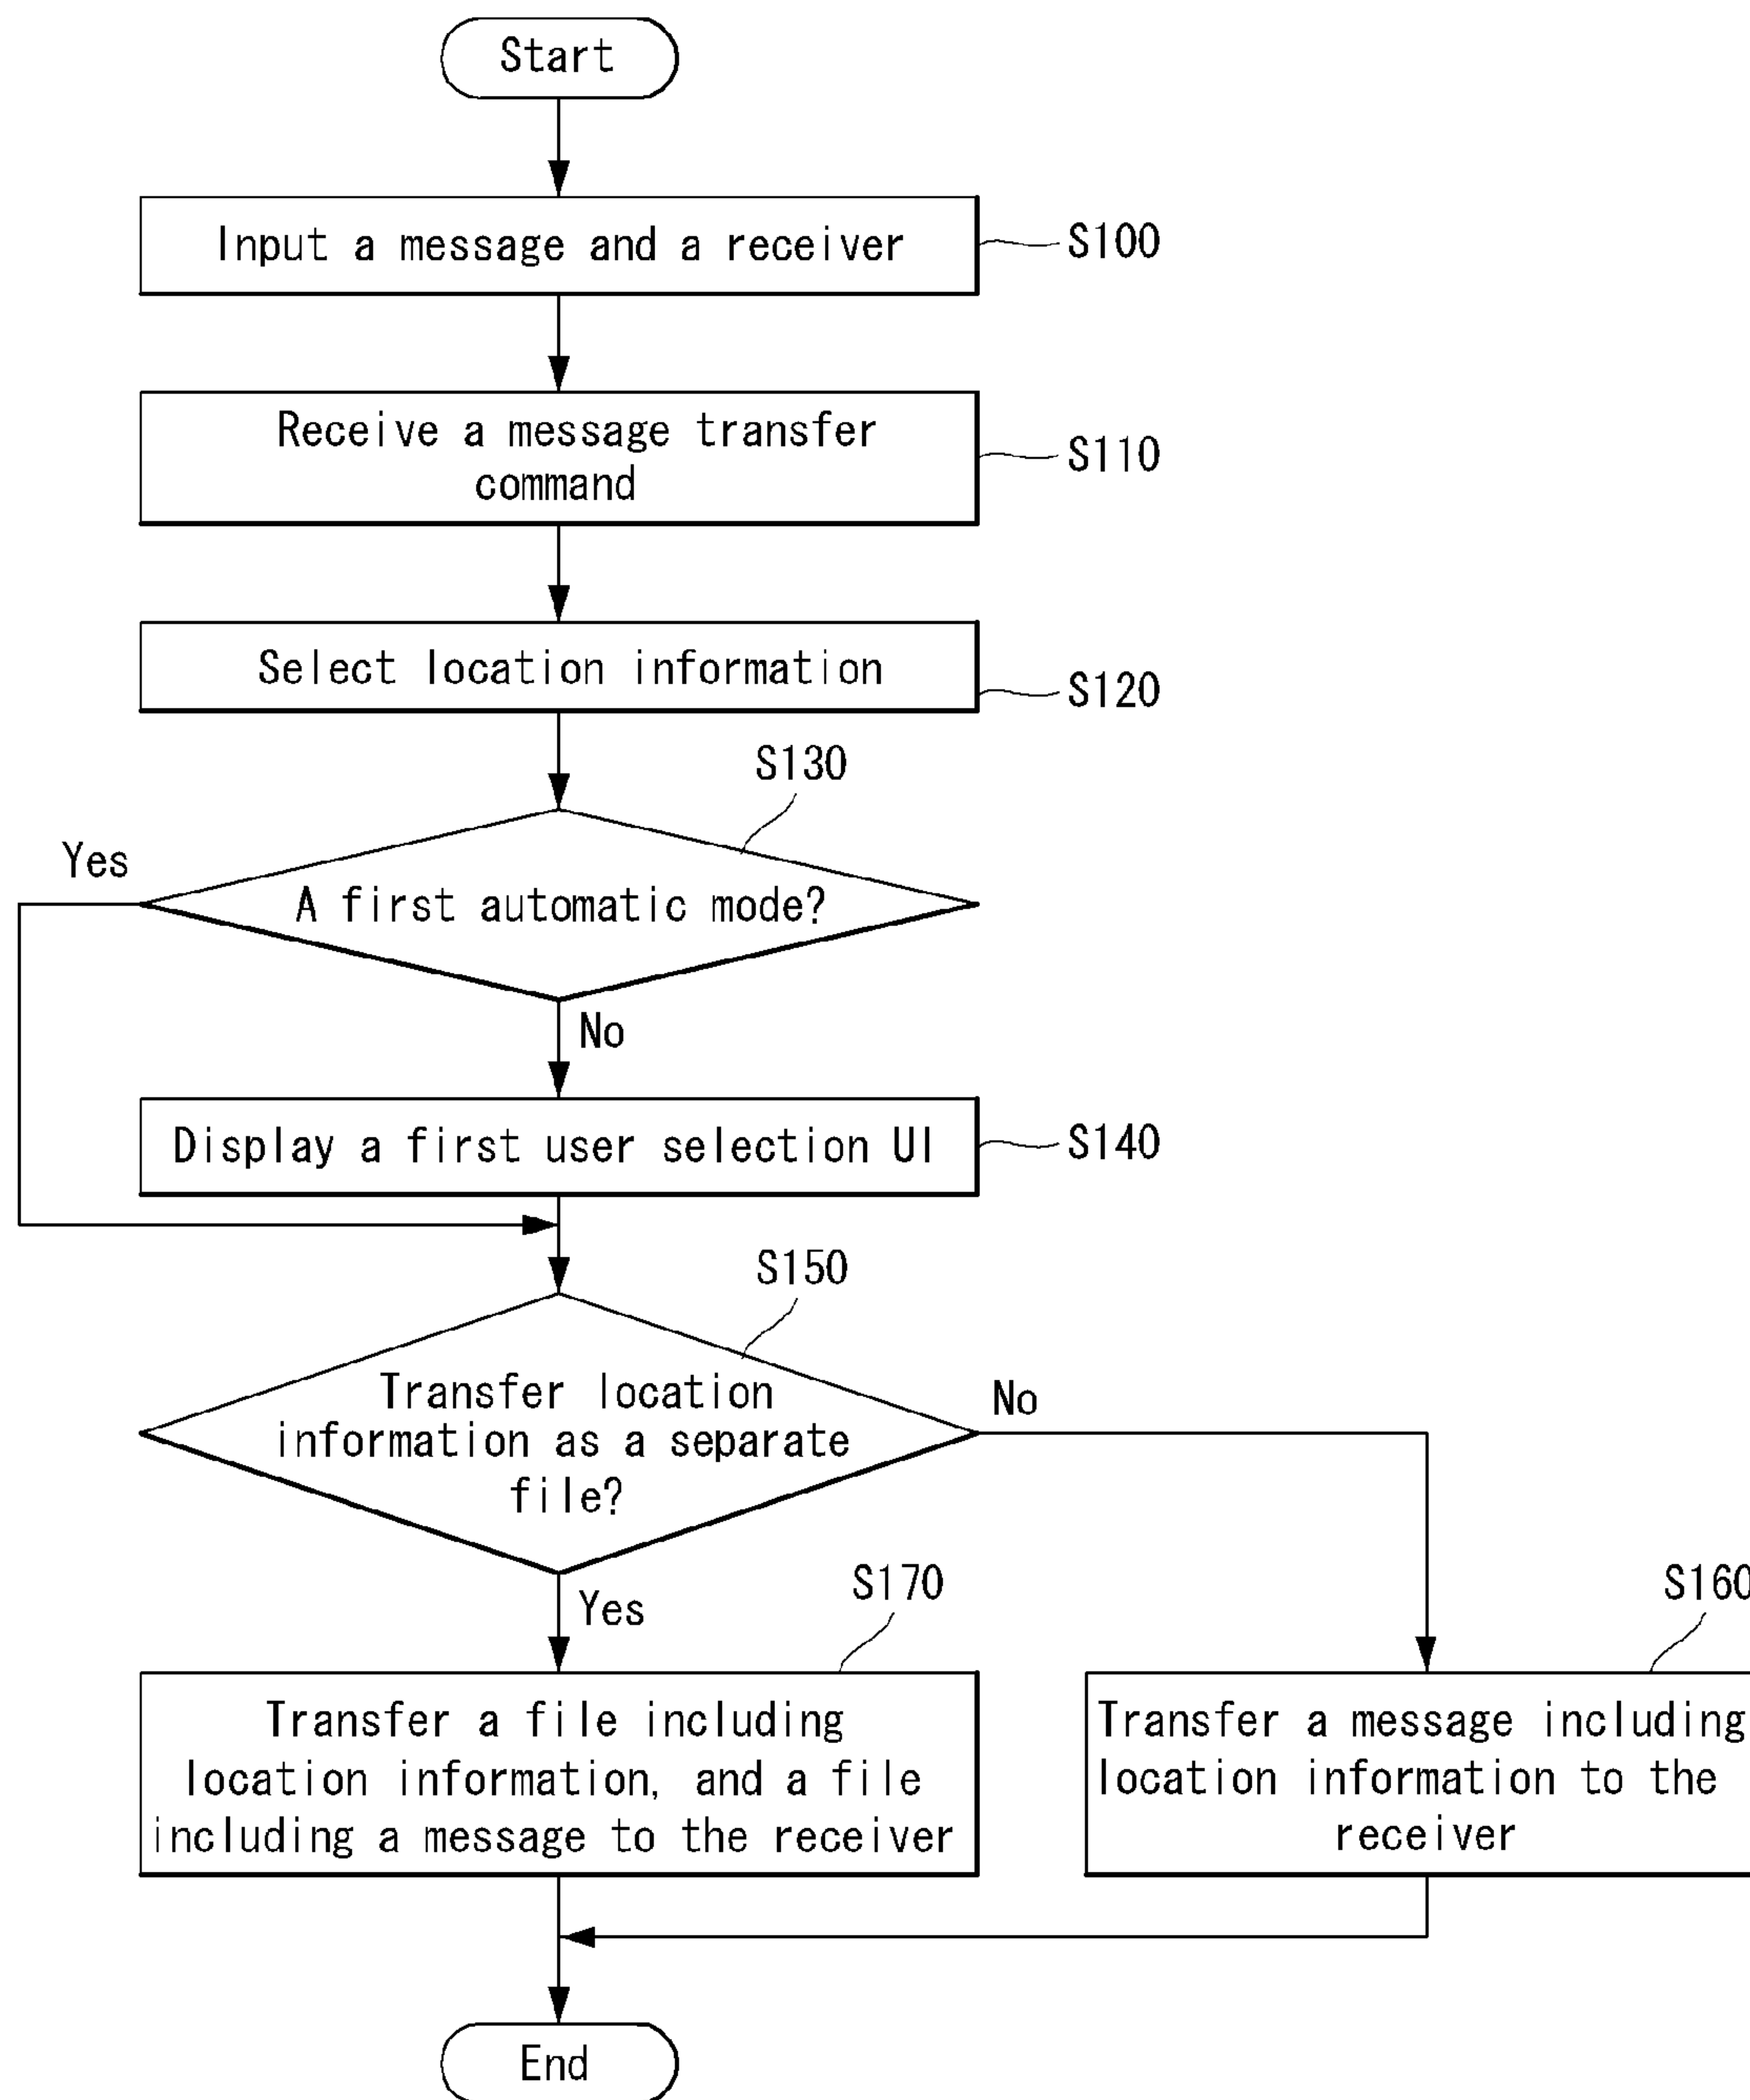 Start
Input a message and a receiver
S100
Receive a message transfer
command
S110
Select location information
S120
S130
Yes
A first automatic mode?
No
Display a first user selection UI
S140
S150
Transfer location
information as a separate
file?
No
Yes
S170
S160
Transfer a file including
location information, and a file
including a message to the receiver
Transfer a message including
location information to the
receiver
End